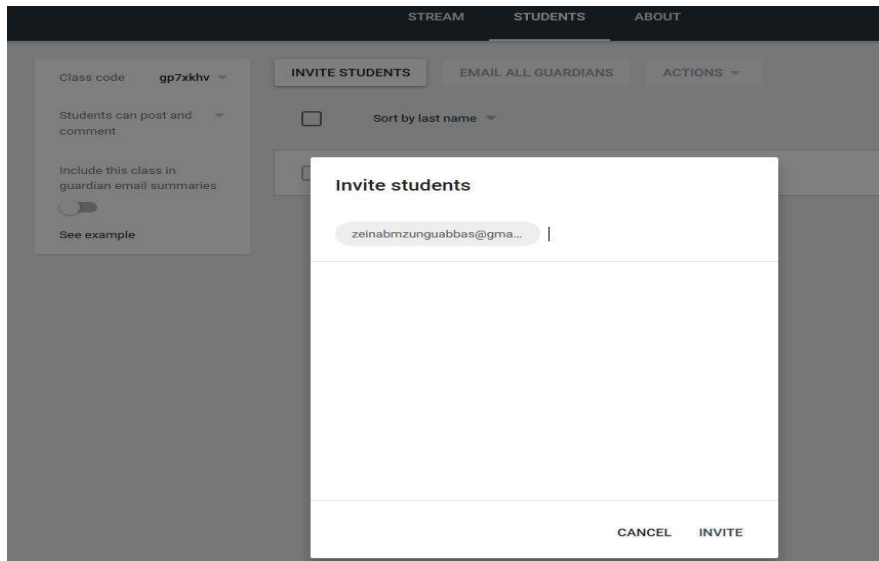 STREAM STUDENTS ABOUT
Class code gp7xkhv
INVITE STUDENTS EMAIL ALL GUARDIANS ACTIONS
Students can post and
comment
Sort by last name
Include this class in
guardian email summaries
See example
Invite students
zeinabmzunguabbas@gma...
CANCEL INVITE